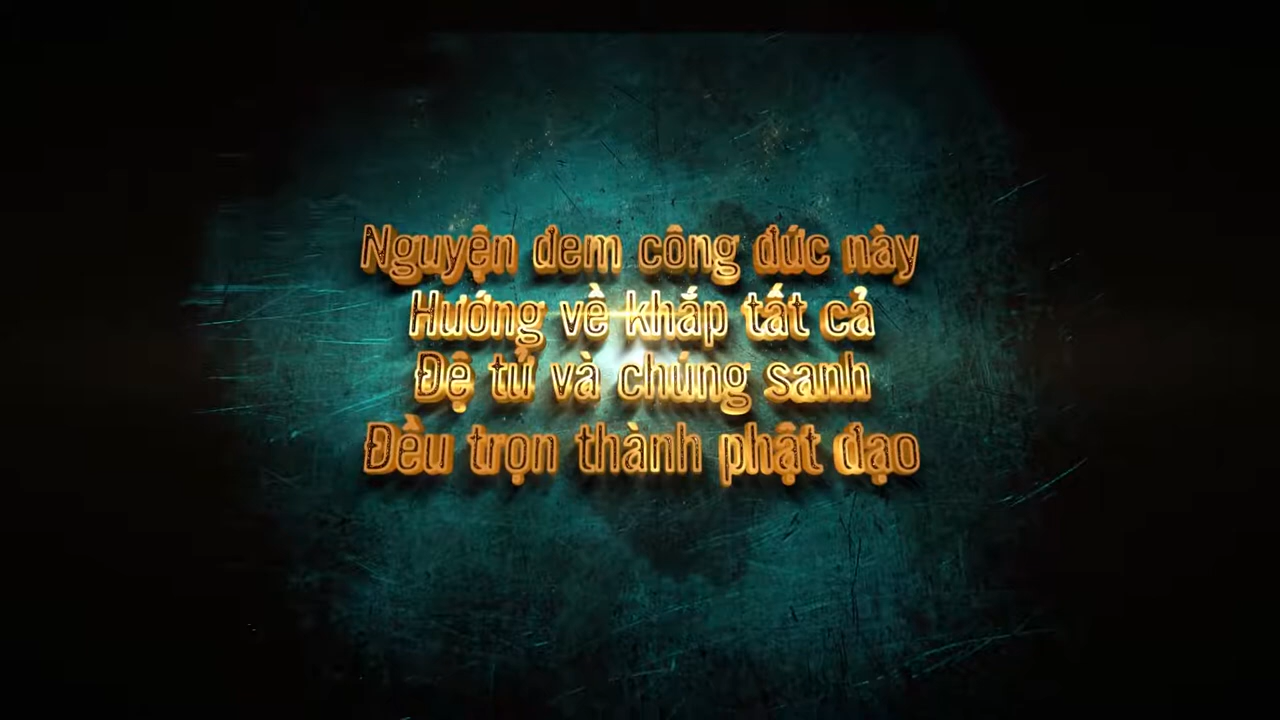 Nguyện đem công đức này
Hướng về khắp tất cả
Đệ tử và chúng sanh
Đều trọn thành phật đạo